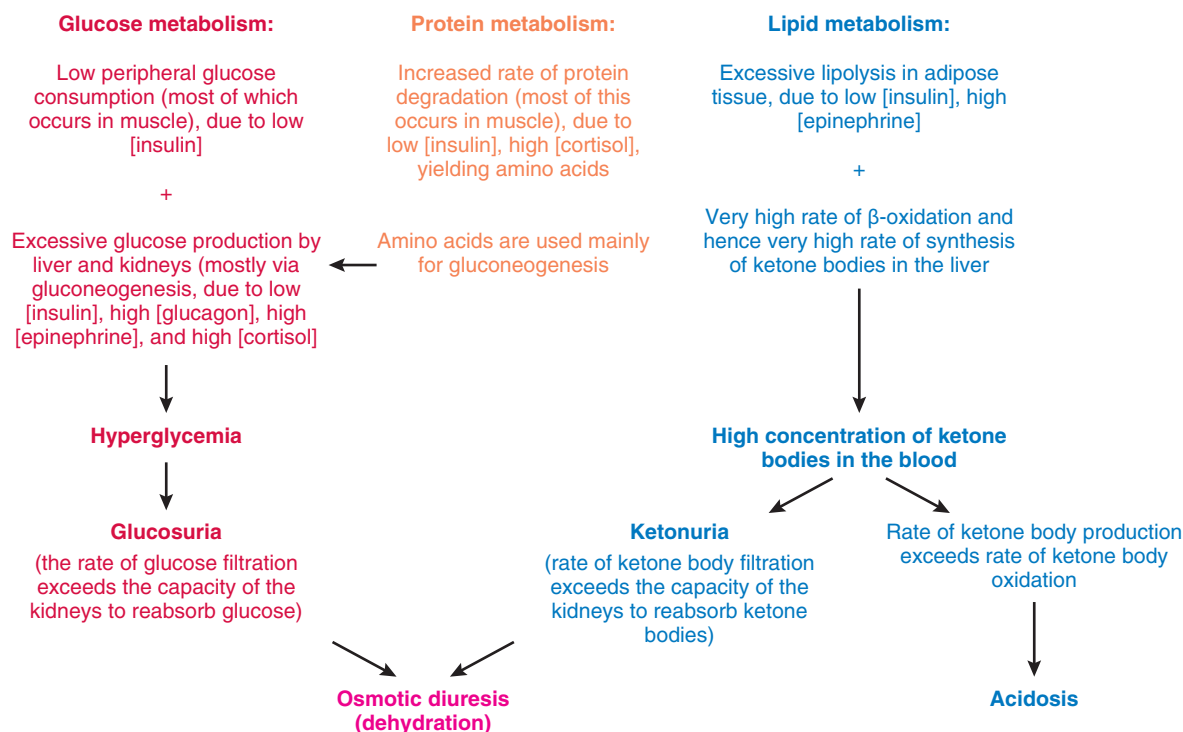 Glucose metabolism:
Low peripheral glucose
consumption (most of which
occurs in muscle), due to low
[insulin]
+
Excessive glucose production by
liver and kidneys (mostly via
gluconeogenesis, due to low
[insulin], high [glucagon], high
[epinephrine], and high [cortisol]
Hyperglycemia
Glucosuria
(the rate of glucose filtration
exceeds the capacity of the
kidneys to reabsorb glucose)
Protein metabolism:
Increased rate of protein
degradation (most of this
occurs in muscle), due to
low [insulin], high [cortisol],
yielding amino acids
Amino acids are used mainly
for gluconeogenesis
Lipid metabolism:
Excessive lipolysis in adipose
tissue, due to low [insulin], high
[epinephrine]
+
Very high rate of β-oxidation and
hence very high rate of synthesis
of ketone bodies in the liver
High concentration of ketone
bodies in the blood
Ketonuria
(rate of ketone body filtration
exceeds the capacity of the
kidneys to reabsorb ketone
bodies)
Rate of ketone body production
exceeds rate of ketone body
oxidation
Osmotic diuresis
(dehydration)
Acidosis